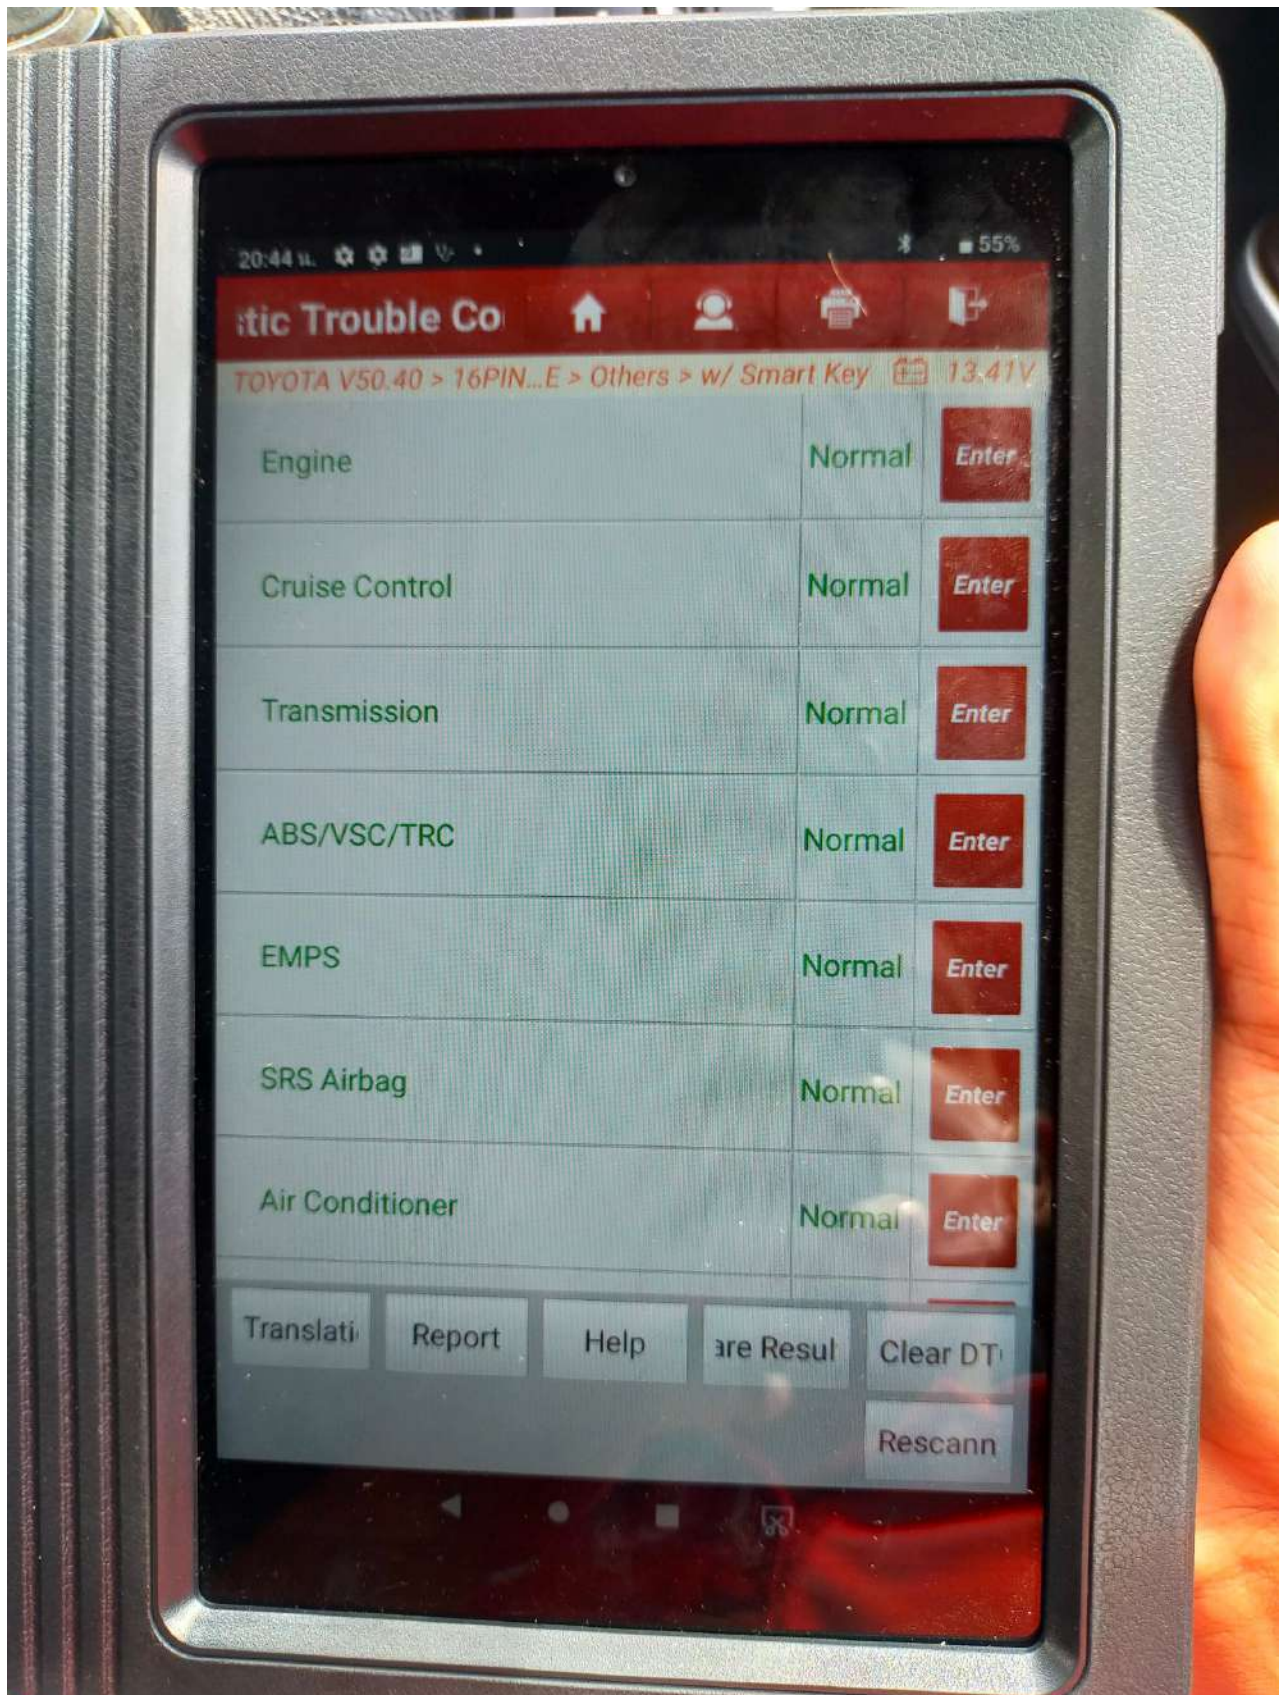 20:44 น. 55%
stic Trouble Co
TOYOTA V50.40 > 16PIN...E > Others > w/ Smart Key 13.41V
Engine Normal Enter
Cruise Control Normal Enter
Transmission Normal Enter
ABS/VSC/TRC Normal Enter
EMPS Normal Enter
SRS Airbag Normal Enter
Air Conditioner Normal Enter
Translati Report Help are Resul Clear DT
Rescann